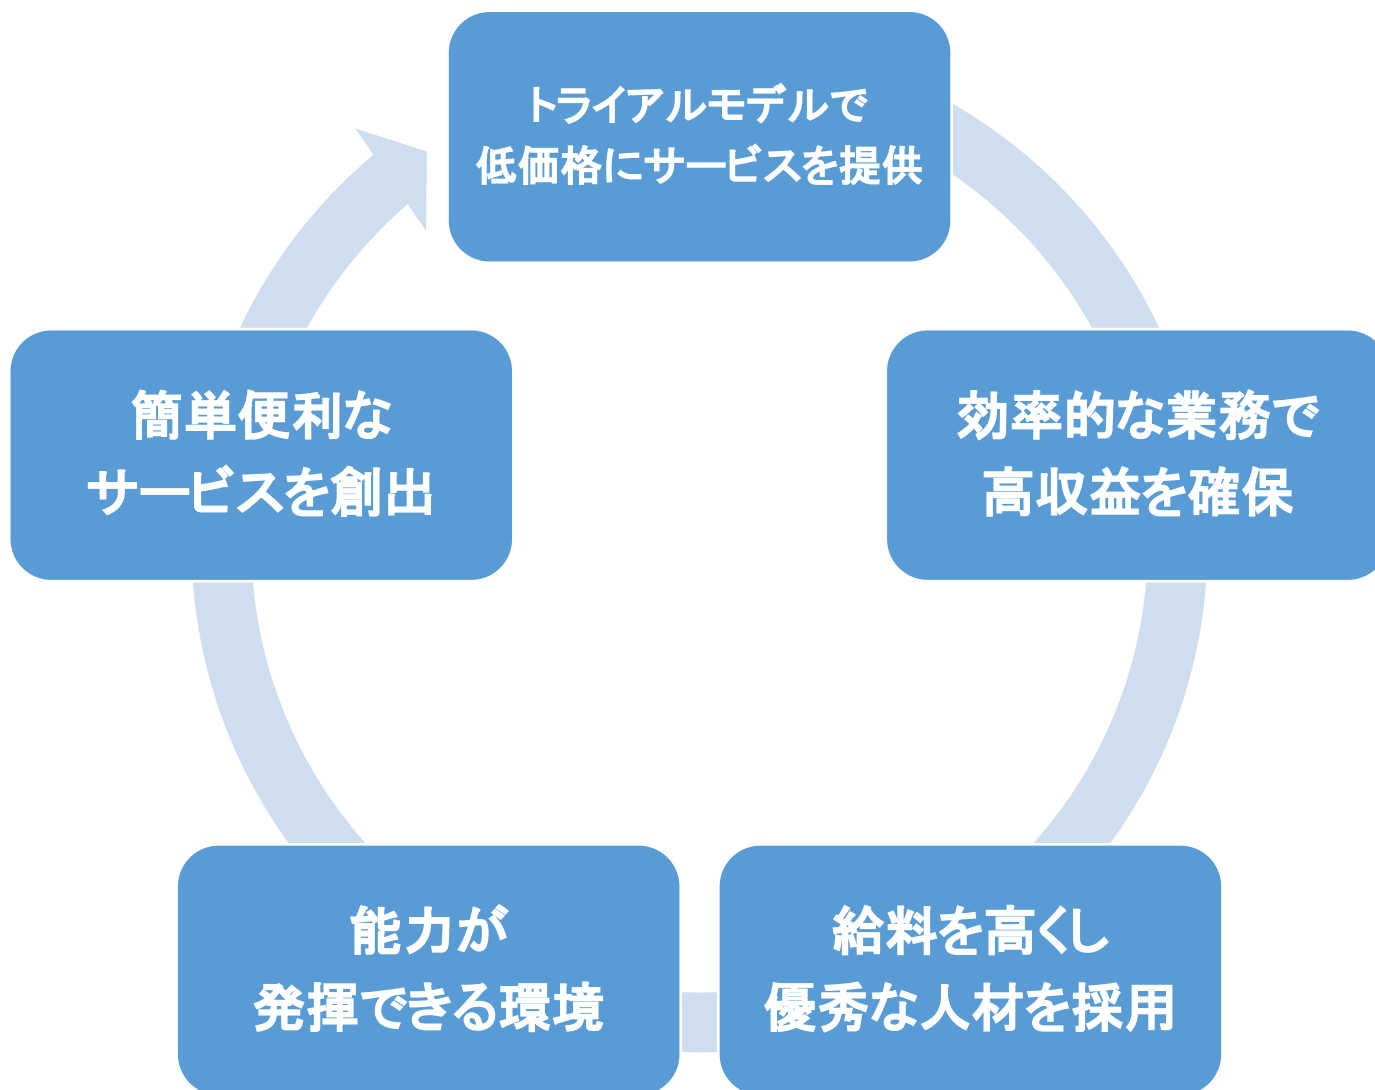 トライアルモデルで
低価格にサービスを提供
効率的な業務で
高収益を確保
給料を高くし
優秀な人材を採用
能力が
発揮できる環境
簡単便利な
サービスを創出